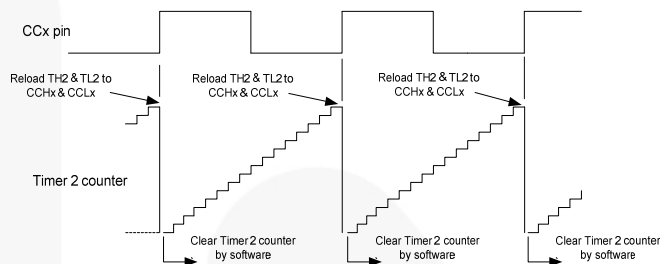 CCx pin
Reload TH2 & TL2 to
CCHx & CCLx
Reload TH2 & TL2 to
CCHx & CCLx
Reload TH2 & TL2 to
CCHx & CCLx
Timer 2 counter
Clear Timer 2 counter
by software
Clear Timer 2 counter
by software
Clear Timer 2 counter
by software